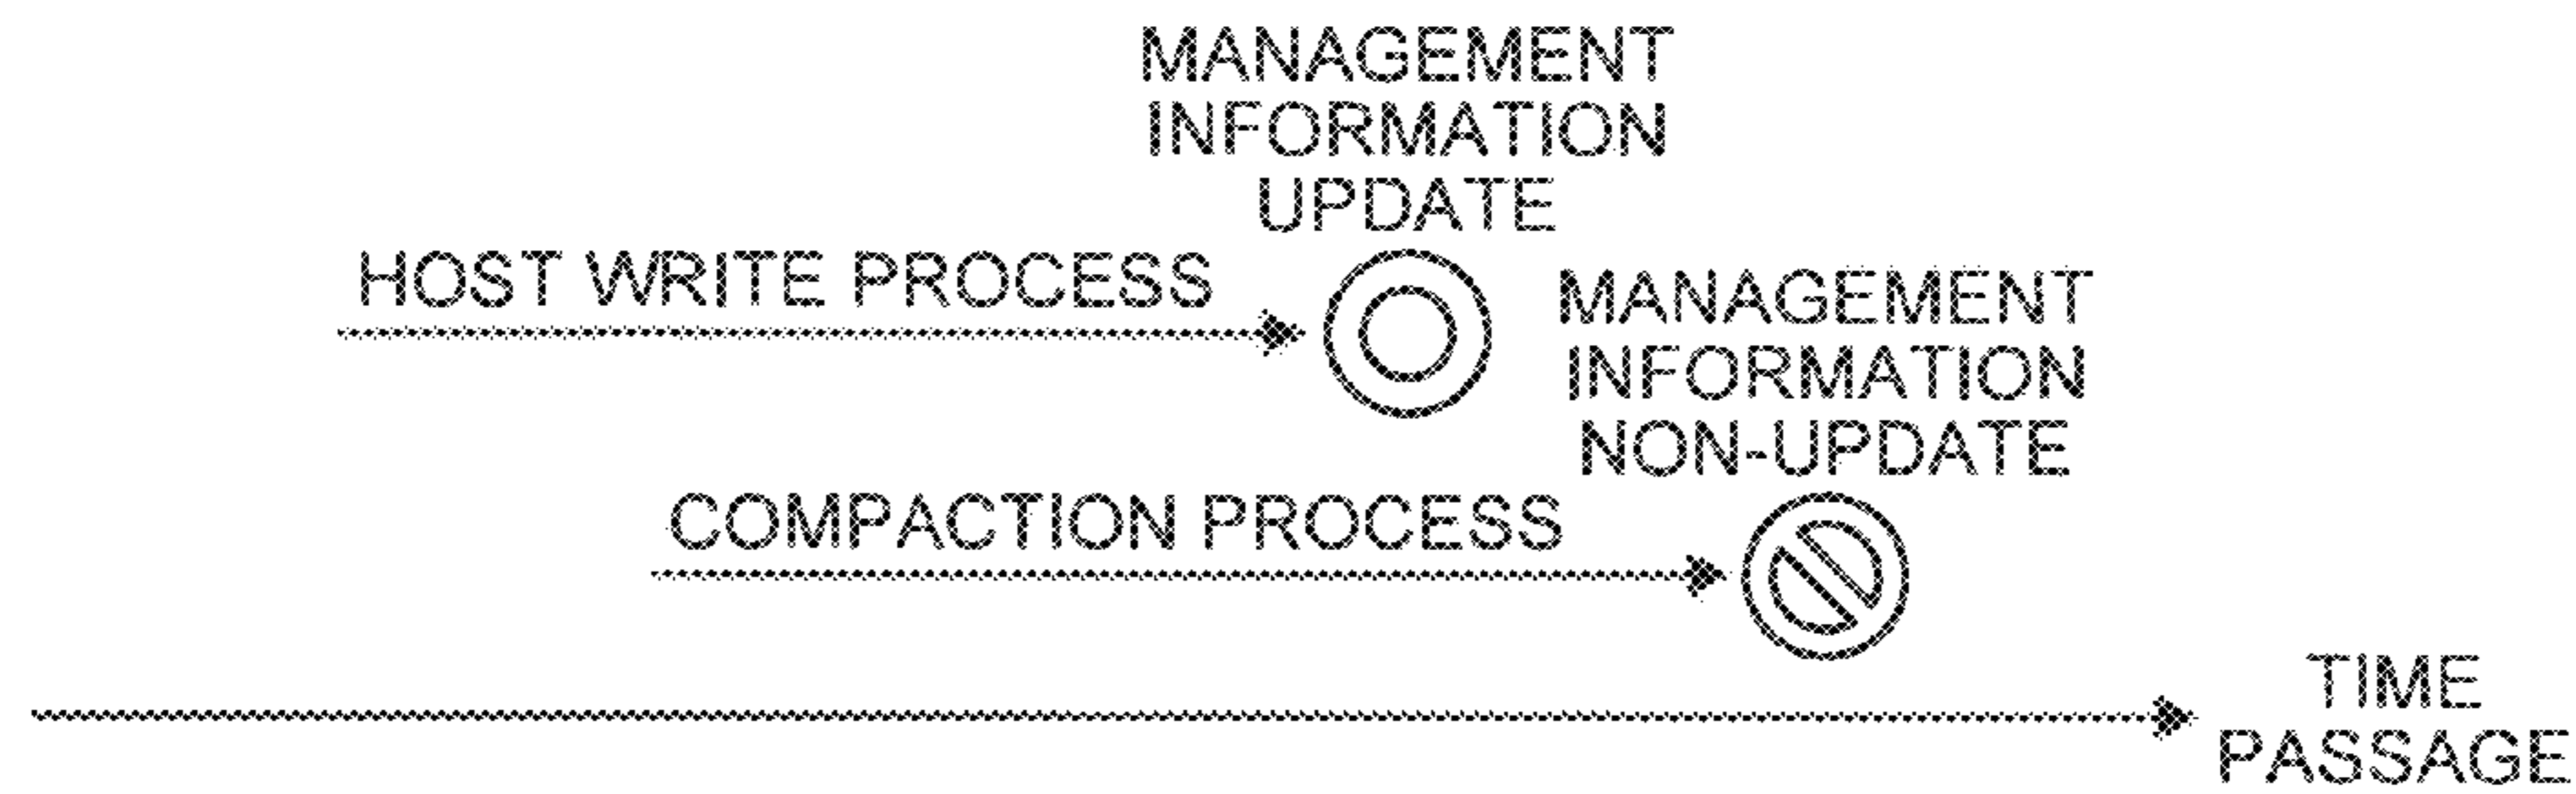 MANAGEMENT
INFORMATION
UPDATE
HOST WRITE PROCESS
MANAGEMENT
INFORMATION
NON-UPDATE
COMPACTION PROCESS
TIME
PASSAGE